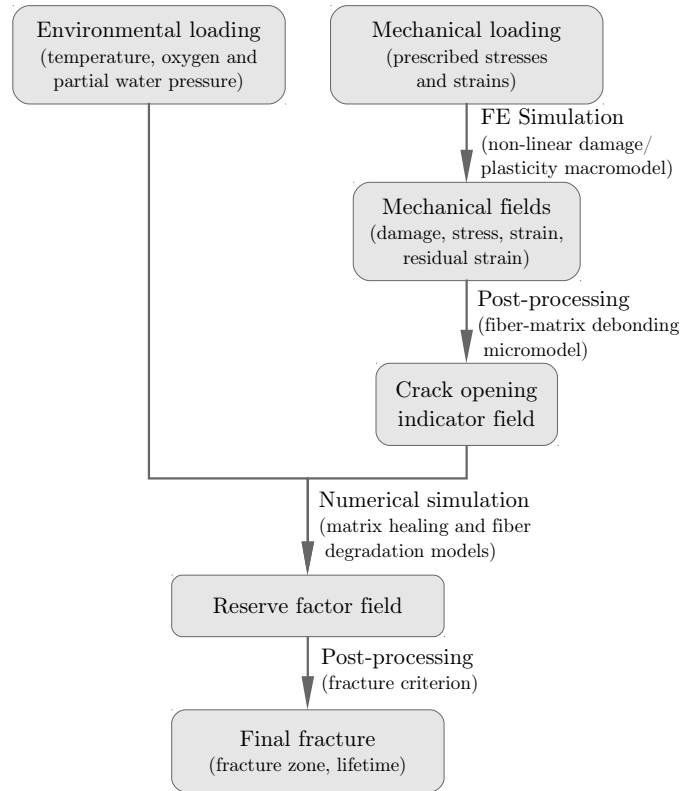 Environmental loading
(temperature, oxygen and
partial water pressure)
Mechanical loading
(prescribed stresses
and strains)
FE Simulation
(non-linear damage/
plasticity macromodel)
Mechanical fields
(damage, stress, strain,
residual strain)
Post-processing
(fiber-matrix debonding
micromodel)
Crack opening
indicator field
Numerical simulation
(matrix healing and fiber
degradation models)
Reserve factor field
Post-processing
(fracture criterion)
Final fracture
(fracture zone, lifetime)